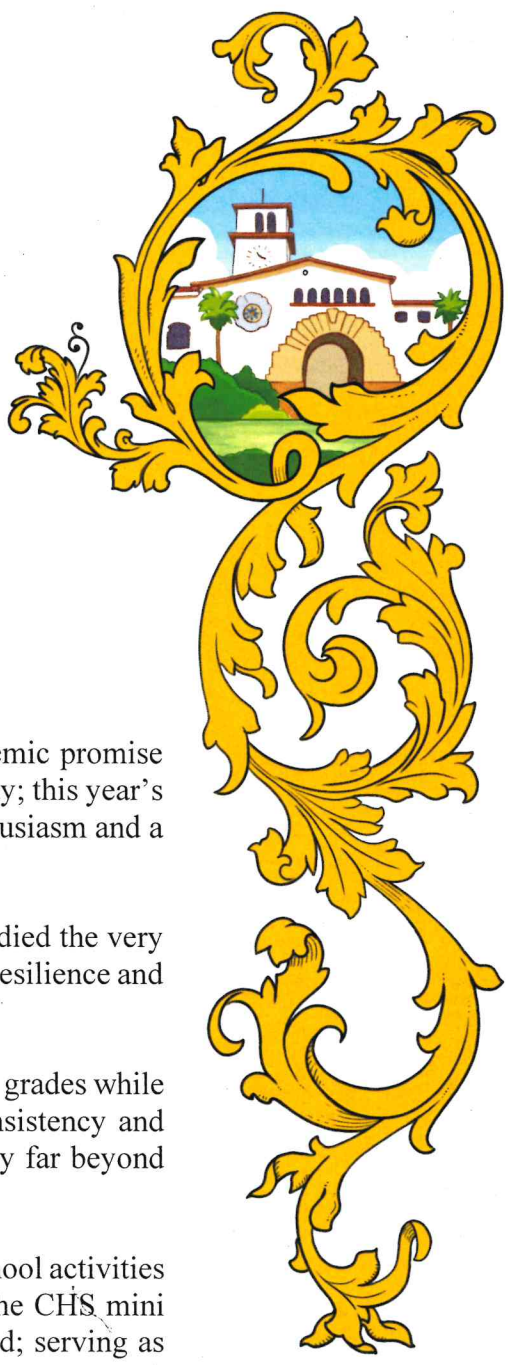 emic promise
y; this year's
usiasm and a
died the very
esilience and
grades while
nsistency and
y far beyond
ool activities
he CHS mini
d; serving as